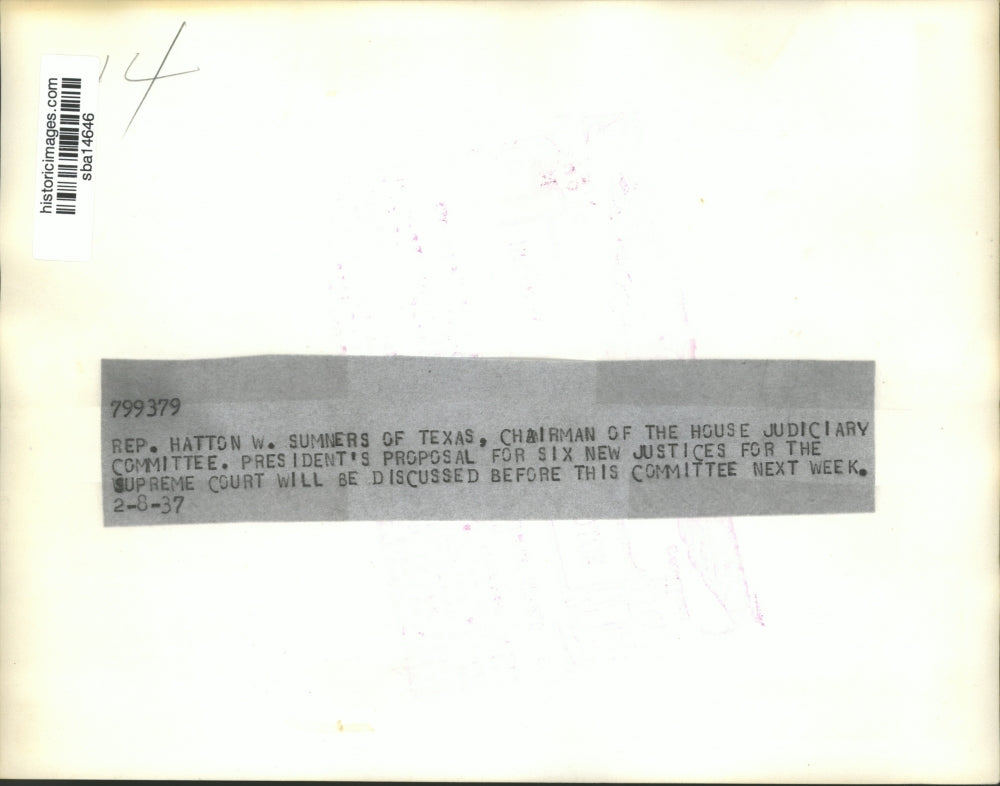 14
historicimages.com
sba14646
799379
REP. HATTON W. SUMNERS OF TEXAS, CHAIRMAN OF THE HOUSE JUDICIARY
COMMITTEE. PRESIDENT'S PROPOSAL FOR SIX NEW JUSTICES FOR THE
SUPREME COURT WILL BE DISCUSSED BEFORE THIS COMMITTEE NEXT WEEK.
2-8-37